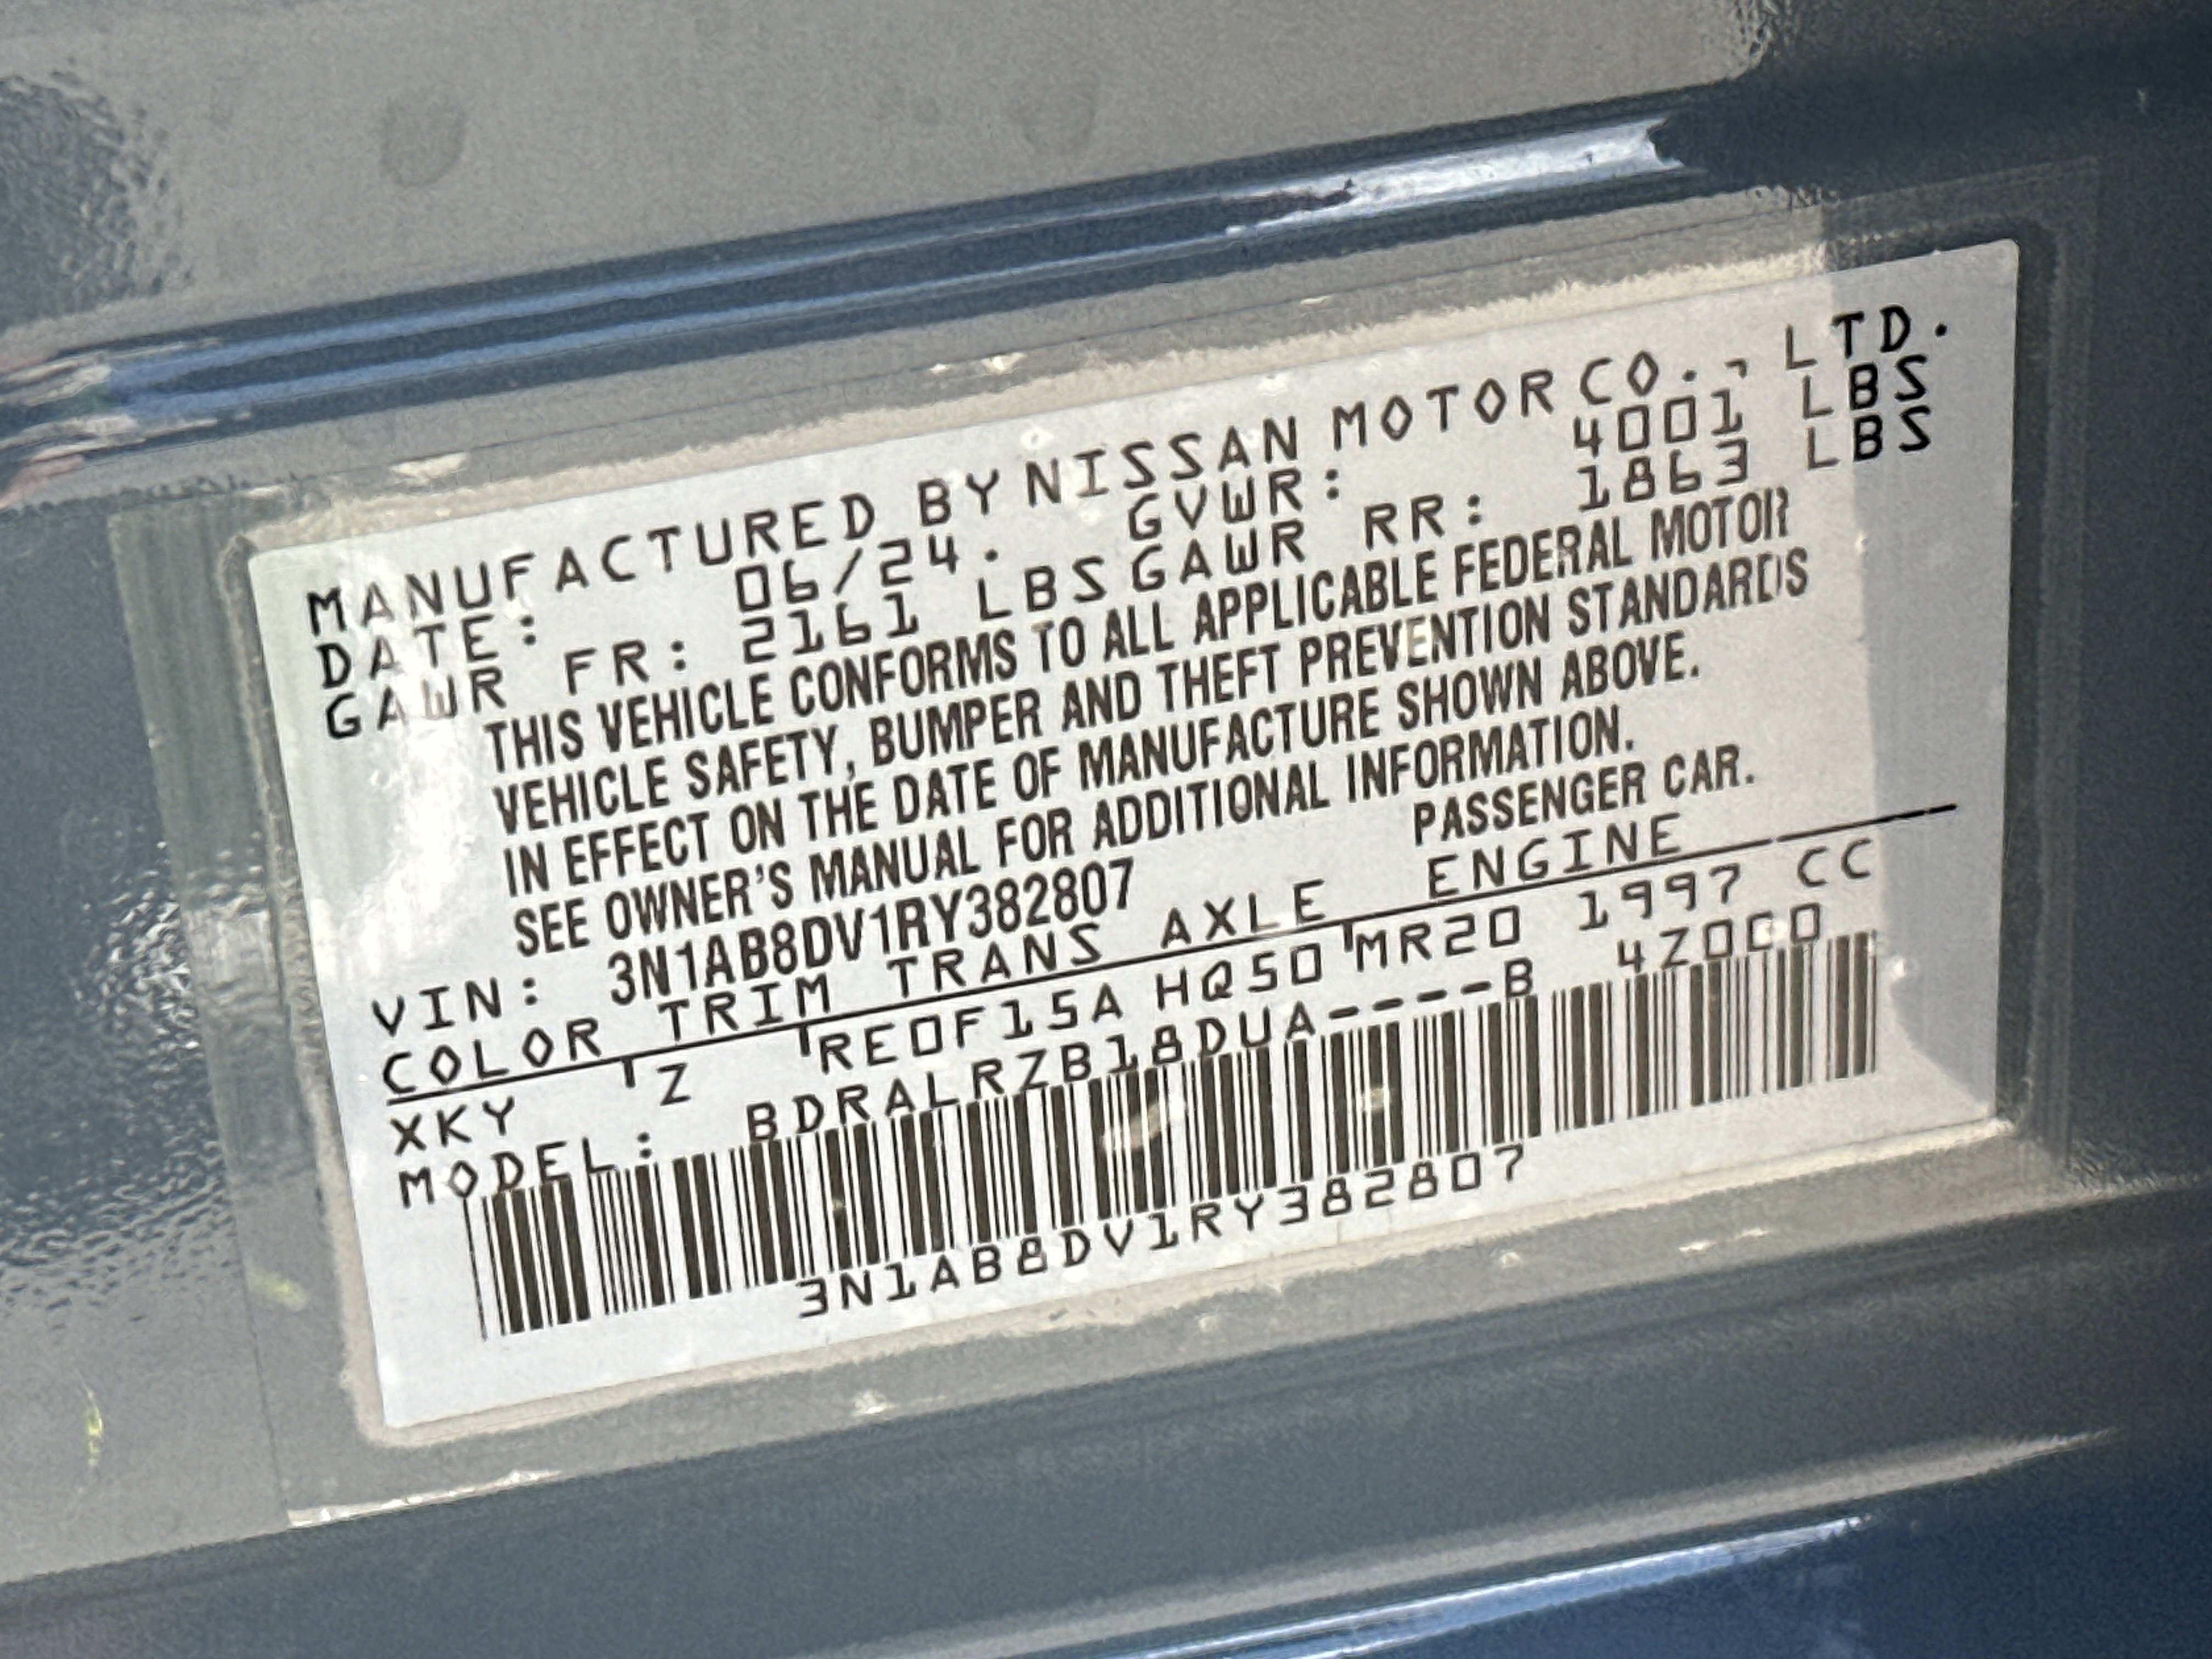 MANUFACTURED BY NISSAN MOTOR CO., LTD.
DATE: 06/24. GVWR: 4001 LBS
GAWR FR: 2161 LBS GAWR RR: 1863 LBS
THIS VEHICLE CONFORMS TO ALL APPLICABLE FEDERAL MOTOR
VEHICLE SAFETY, BUMPER AND THEFT PREVENTION STANDARDS
IN EFFECT ON THE DATE OF MANUFACTURE SHOWN ABOVE.
SEE OWNER'S MANUAL FOR ADDITIONAL INFORMATION.
VIN: 3N1AB8DV1RY382807 PASSENGER CAR.
COLOR TRIM TRANS AXLE ENGINE
XKY Z RE0F15A HQ50 MR20 1997 CC
MODEL: BDRALRZB18DUA----B 4Z0C0
3N1AB8DV1RY382807